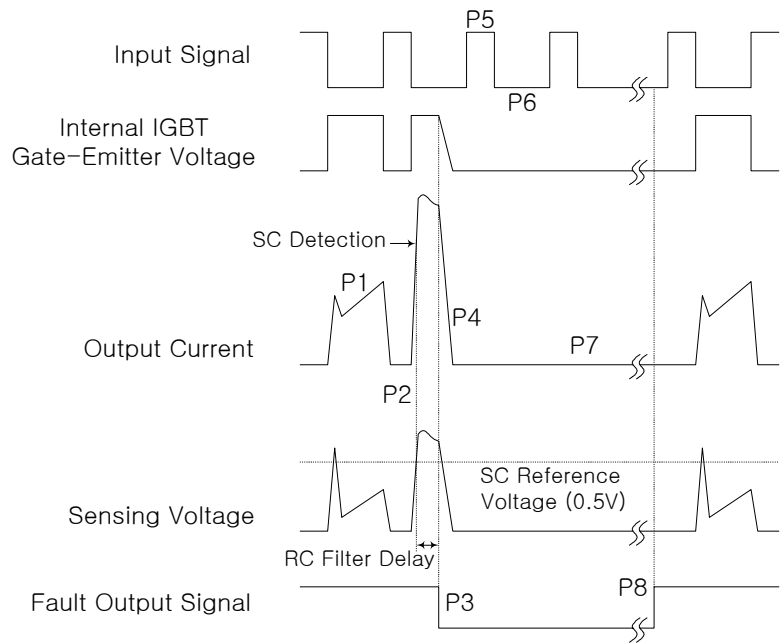 P5
Input Signal
P6
Internal IGBT
Gate-Emitter Voltage
SC Detection
P1
P4
Output Current
P7
P2
SC Reference
Voltage (0.5V)
Sensing Voltage
RC Filter Delay
P8
Fault Output Signal
P3